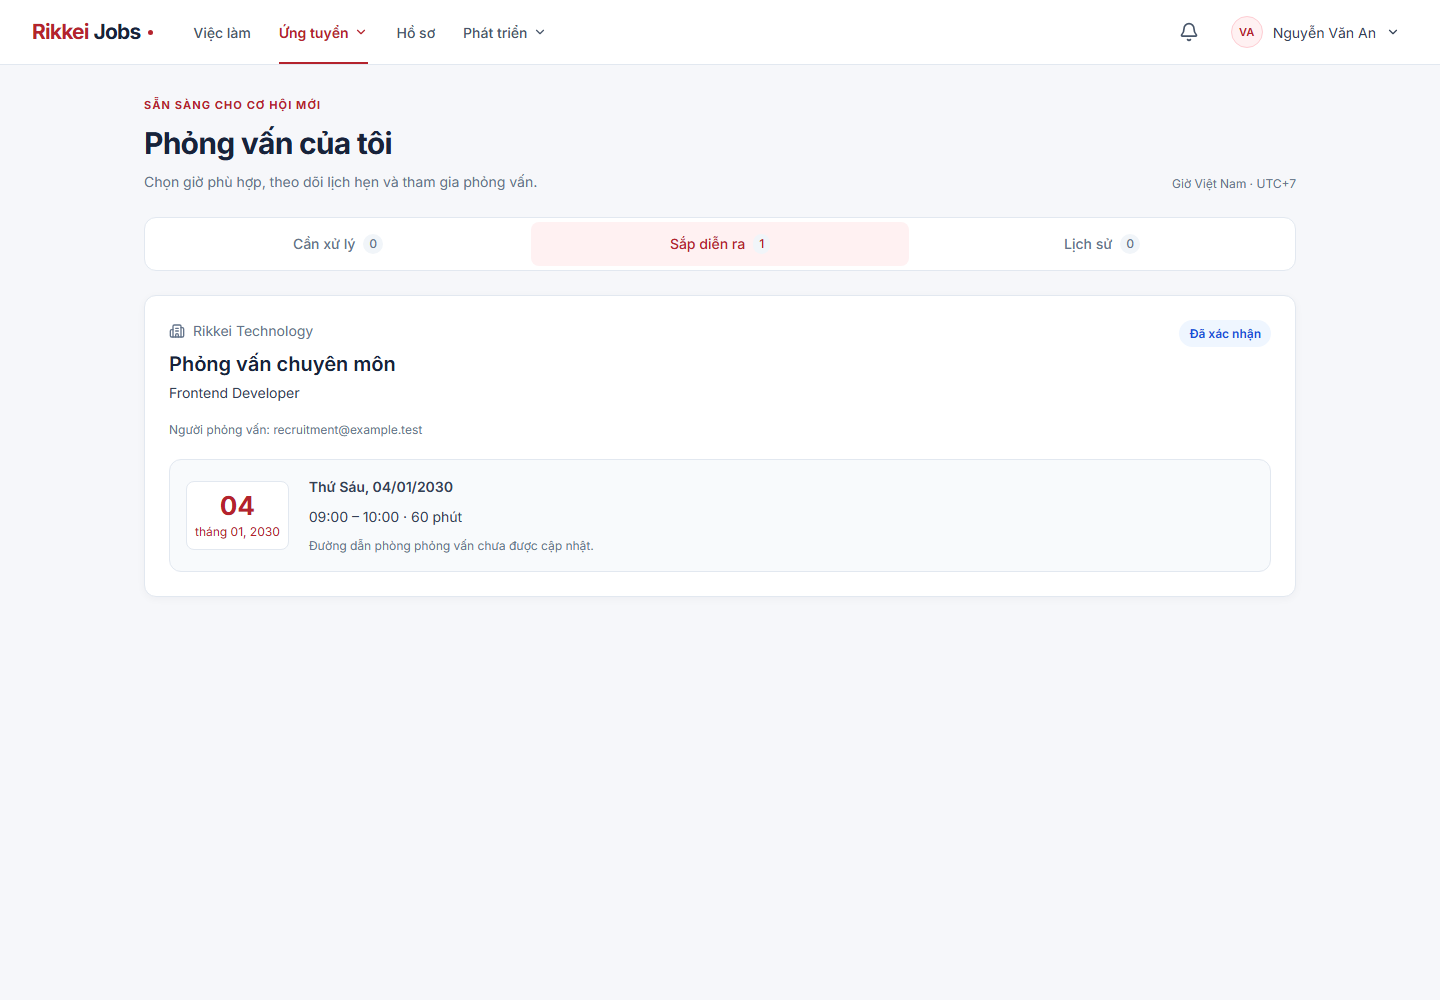 Rikkei Jobs
Việc làm
Ứng tuyển
Hồ sơ
Phát triển
VA
Nguyễn Văn An
SẴN SÀNG CHO CƠ HỘI MỚI
Phỏng vấn của tôi
Chọn giờ phù hợp, theo dõi lịch hẹn và tham gia phỏng vấn.
Giờ Việt Nam · UTC+7
Cần xử lý 0
Sắp diễn ra 1
Lịch sử 0
Rikkei Technology
Đã xác nhận
Phỏng vấn chuyên môn
Frontend Developer
Người phỏng vấn: recruitment@example.test
04
tháng 01, 2030
Thứ Sáu, 04/01/2030
09:00 – 10:00 · 60 phút
Đường dẫn phòng phỏng vấn chưa được cập nhật.